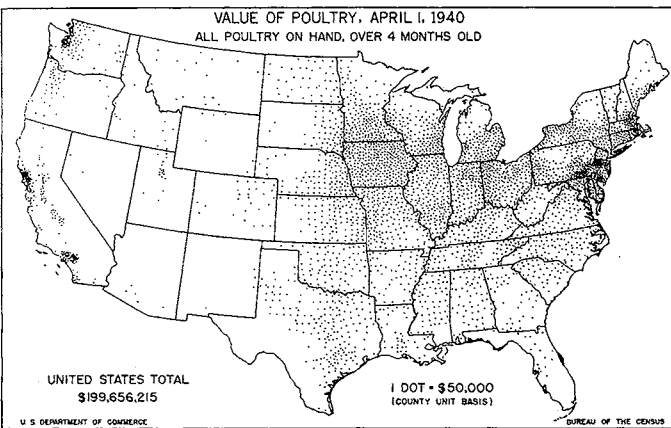 VALUE OF POULTRY, APRIL 1, 1940
ALL POULTRY ON HAND, OVER 4 MONTHS OLD
UNITED STATES TOTAL
$199,656,215
1 DOT = $50,000
(COUNTY UNIT BASIS)
U S DEPARTMENT OF COMMERCE
BUREAU OF THE CENSUS